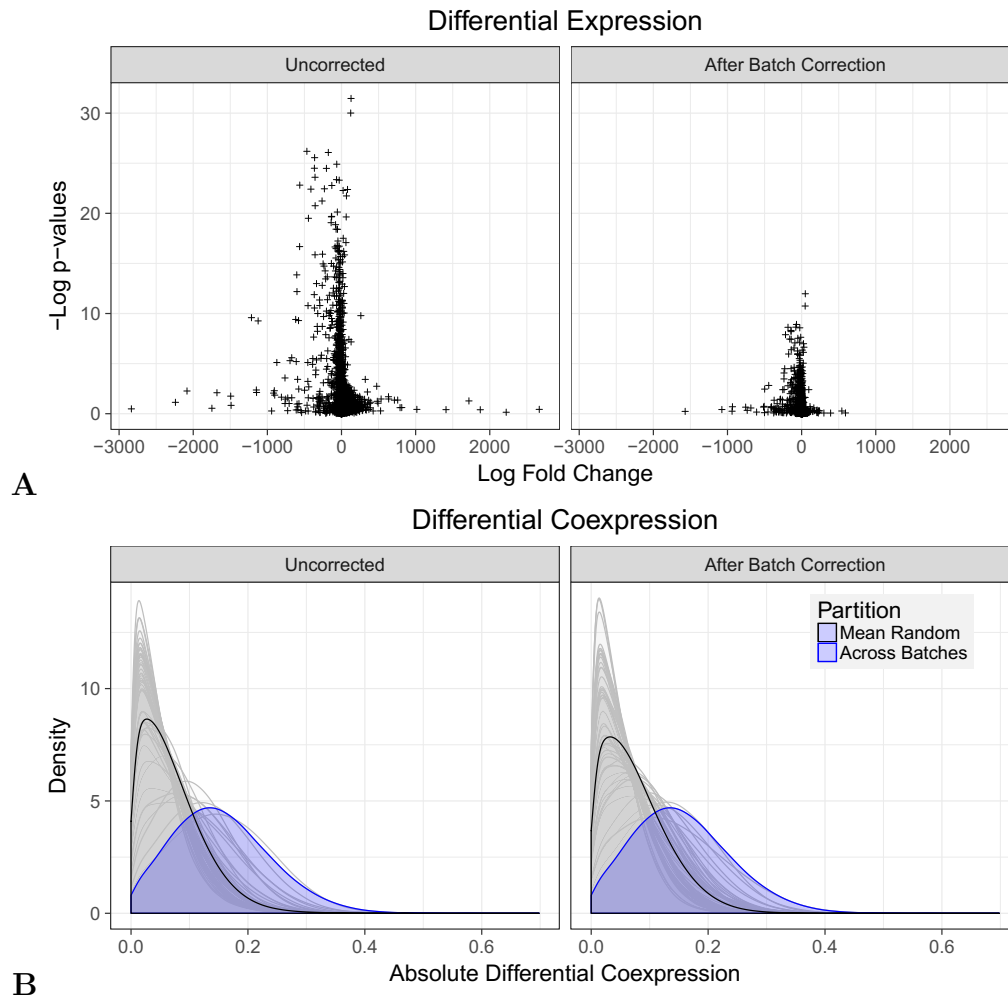 Differential Expression
Uncorrected
After Batch Correction
30
20
10
0
−Log p−values
−3000 −2000 −1000 0 1000 2000
−3000 −2000 −1000 0 1000 2000
Log Fold Change
A
Differential Coexpression
Uncorrected
After Batch Correction
Partition
Mean Random
Across Batches
10
5
0
Density
0.0 0.2 0.4 0.6
0.0 0.2 0.4 0.6
Absolute Differential Coexpression
B